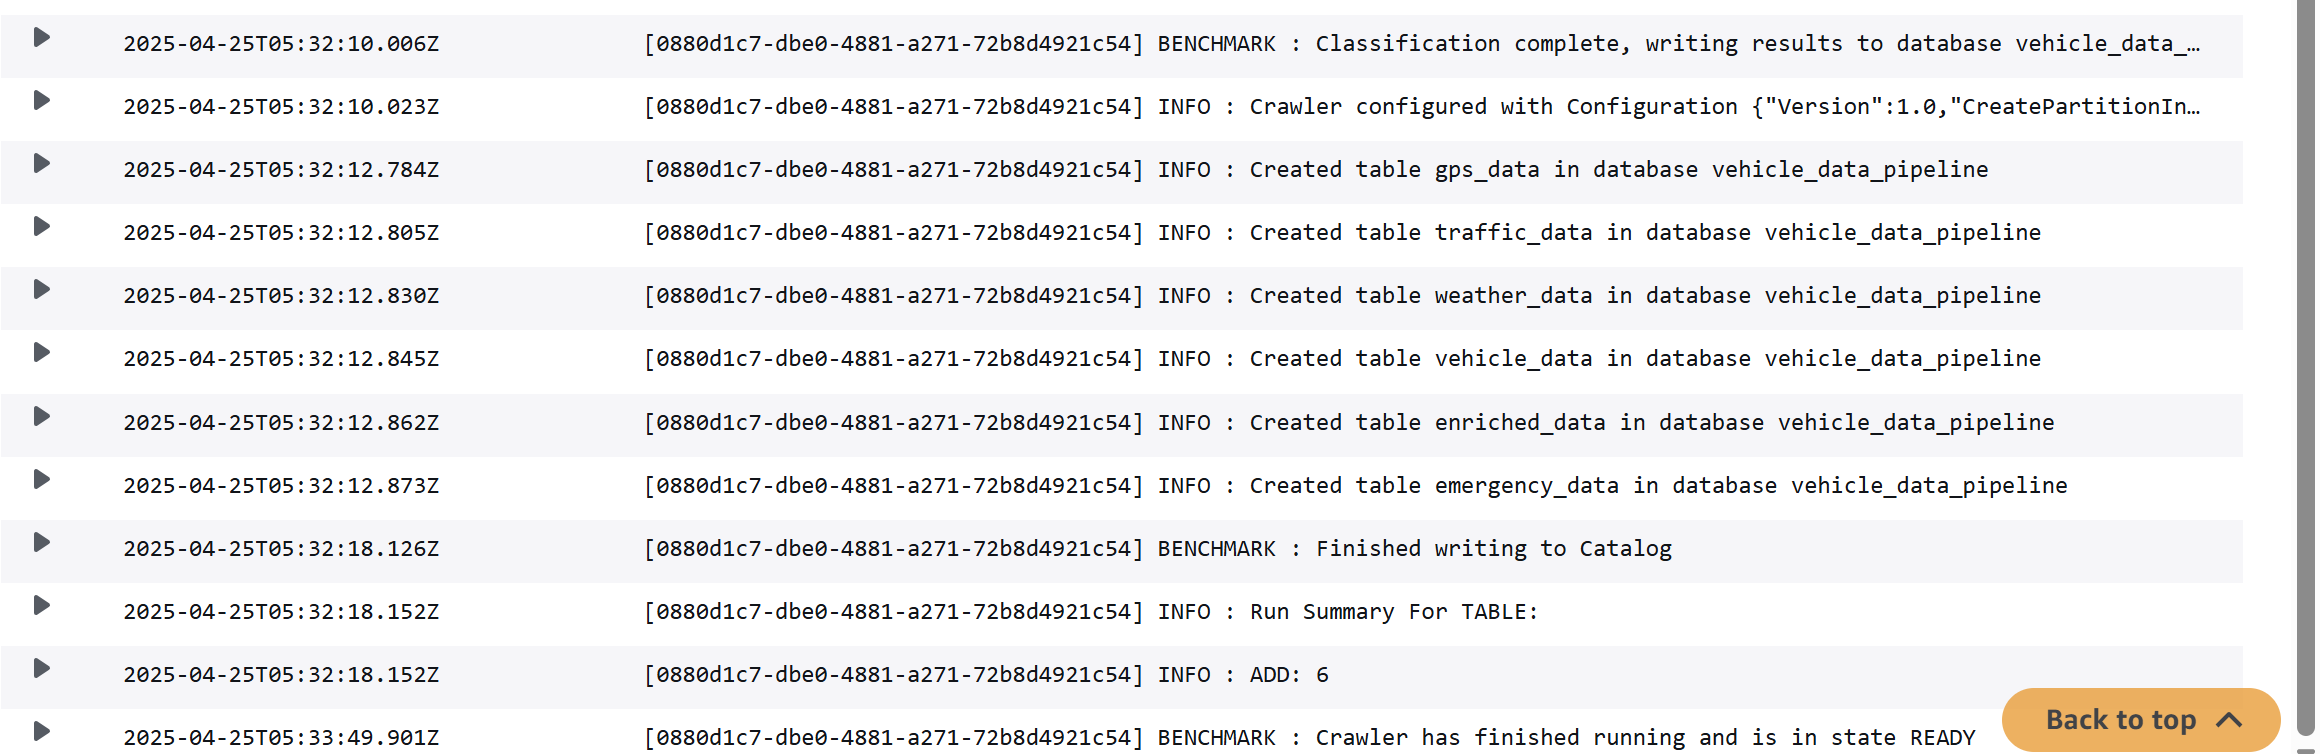 2025-04-25T05:32:10.006Z [0880d1c7-dbe0-4881-a271-72b8d4921c54] BENCHMARK : Classification complete, writing results to database vehicle_data_…
2025-04-25T05:32:10.023Z [0880d1c7-dbe0-4881-a271-72b8d4921c54] INFO : Crawler configured with Configuration {"Version":1.0,"CreatePartitionIn…
2025-04-25T05:32:12.784Z [0880d1c7-dbe0-4881-a271-72b8d4921c54] INFO : Created table gps_data in database vehicle_data_pipeline
2025-04-25T05:32:12.805Z [0880d1c7-dbe0-4881-a271-72b8d4921c54] INFO : Created table traffic_data in database vehicle_data_pipeline
2025-04-25T05:32:12.830Z [0880d1c7-dbe0-4881-a271-72b8d4921c54] INFO : Created table weather_data in database vehicle_data_pipeline
2025-04-25T05:32:12.845Z [0880d1c7-dbe0-4881-a271-72b8d4921c54] INFO : Created table vehicle_data in database vehicle_data_pipeline
2025-04-25T05:32:12.862Z [0880d1c7-dbe0-4881-a271-72b8d4921c54] INFO : Created table enriched_data in database vehicle_data_pipeline
2025-04-25T05:32:12.873Z [0880d1c7-dbe0-4881-a271-72b8d4921c54] INFO : Created table emergency_data in database vehicle_data_pipeline
2025-04-25T05:32:18.126Z [0880d1c7-dbe0-4881-a271-72b8d4921c54] BENCHMARK : Finished writing to Catalog
2025-04-25T05:32:18.152Z [0880d1c7-dbe0-4881-a271-72b8d4921c54] INFO : Run Summary For TABLE:
2025-04-25T05:32:18.152Z [0880d1c7-dbe0-4881-a271-72b8d4921c54] INFO : ADD: 6
2025-04-25T05:33:49.901Z [0880d1c7-dbe0-4881-a271-72b8d4921c54] BENCHMARK : Crawler has finished running and is in state READY
Back to top